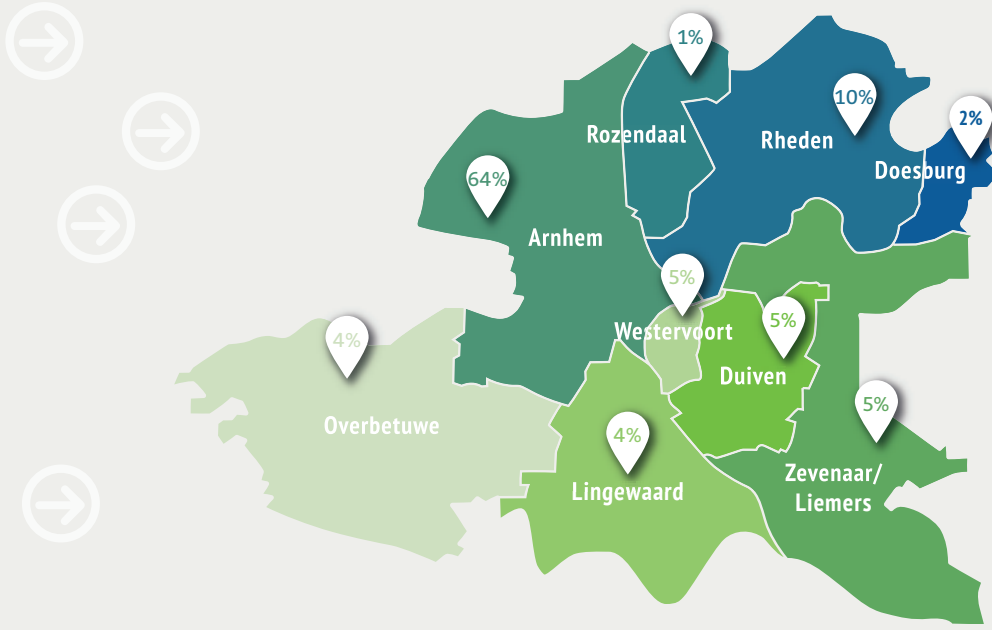 1%
Rozendaal
10%
Rheden
2%
Doesburg
64%
Arnhem
5%
Westervoort
5%
Duiven
4%
Overbetuwe
5%
Zevenaar/
Liemers
4%
Lingewaard